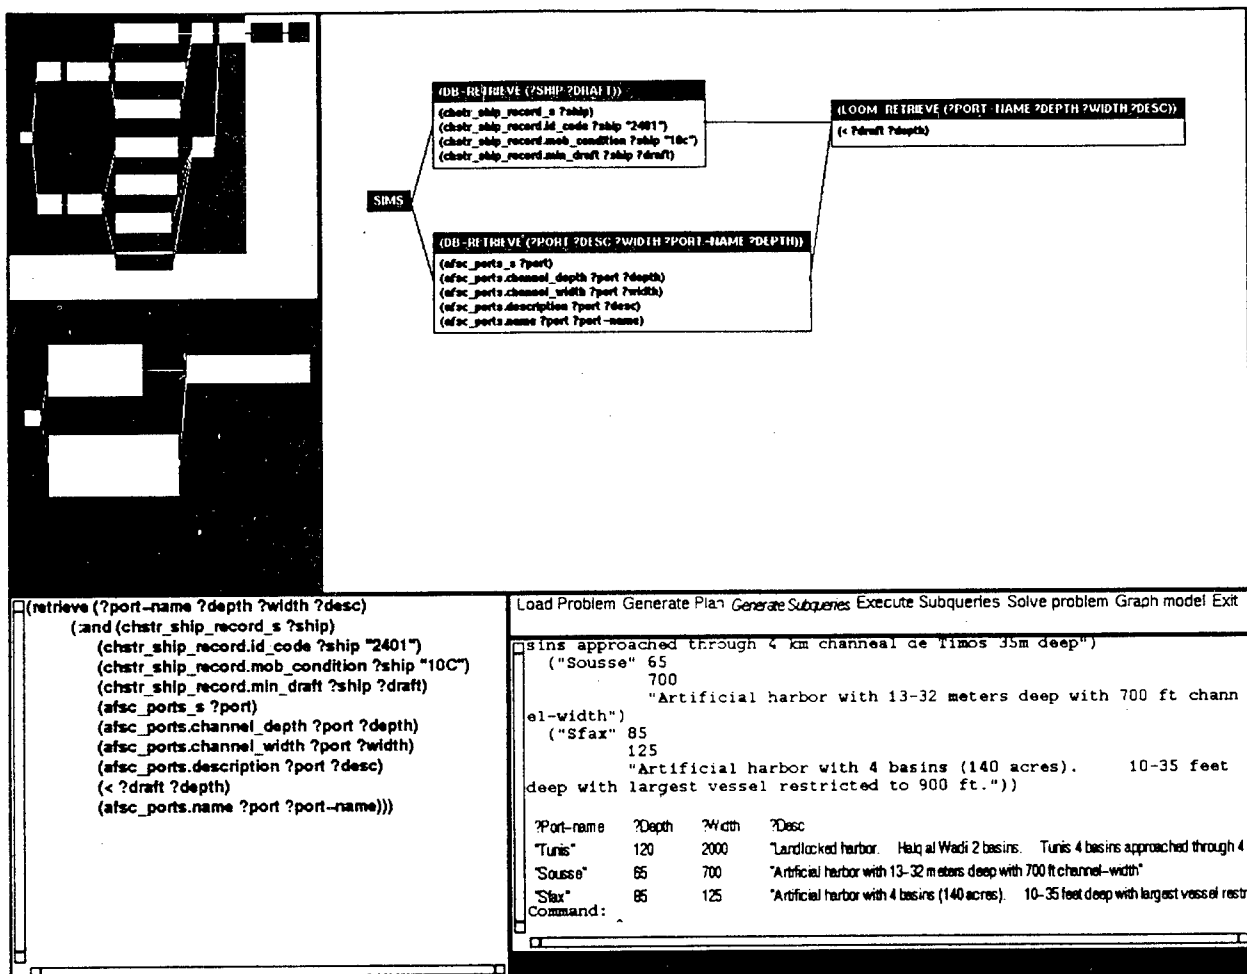 (DB-RETRIEVE (?SHIP ?DRAFT))
(chstr_ship_record_s ?ship)
(chstr_ship_record.id_code ?ship "2401")
(chstr_ship_record.mob_condition ?ship "10c")
(chstr_ship_record.min_draft ?ship ?draft)
(LOOM-RETRIEVE (?PORT-NAME ?DEPTH ?WIDTH ?DESC))
(< ?draft ?depth)
SIMS
(DB-RETRIEVE (?PORT ?DESC ?WIDTH ?PORT-NAME ?DEPTH))
(afsc_ports_s ?port)
(afsc_ports.channel_depth ?port ?depth)
(afsc_ports.channel_width ?port ?width)
(afsc_ports.description ?port ?desc)
(afsc_ports.name ?port ?port-name)
(retrieve (?port-name ?depth ?width ?desc)
(:and (chstr_ship_record_s ?ship)
(chstr_ship_record.id_code ?ship "2401")
(chstr_ship_record.mob_condition ?ship "10C")
(chstr_ship_record.min_draft ?ship ?draft)
(afsc_ports_s ?port)
(afsc_ports.channel_depth ?port ?depth)
(afsc_ports.channel_width ?port ?width)
(afsc_ports.description ?port ?desc)
(< ?draft ?depth)
(afsc_ports.name ?port ?port-name)))
Load Problem Generate Plan Generate Subqueries Execute Subqueries Solve problem Graph model Exit
sins approached through 4 km channeal de Timos 35m deep")
("Sousse" 65
700
"Artificial harbor with 13-32 meters deep with 700 ft chann
el-width")
("Sfax" 85
125
"Artificial harbor with 4 basins (140 acres). 10-35 feet
deep with largest vessel restricted to 900 ft."))
?Port-name ?Depth ?Width ?Desc
"Tunis" 120 2000 "Landlocked harbor. Halq al Wadi 2 basins. Tunis 4 basins approached through 4
"Sousse" 65 700 "Artificial harbor with 13-32 meters deep with 700 ft channel-width"
"Sfax" 85 125 "Artificial harbor with 4 basins (140 acres). 10-35 feet deep with largest vessel restr
Command: